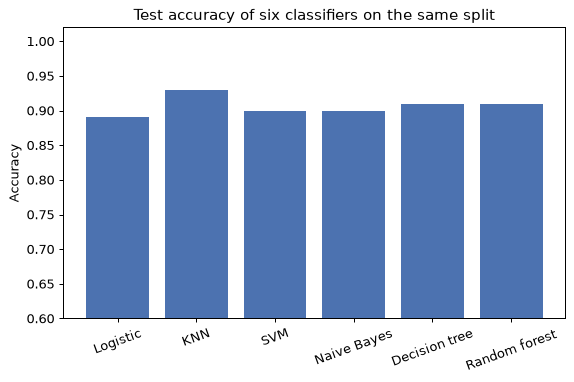 Test accuracy of six classifiers on the same split
1.00
0.95
0.90
0.85
0.80
0.75
0.70
0.65
0.60
Accuracy
Logistic
KNN
SVM
Naive Bayes
Decision tree
Random forest